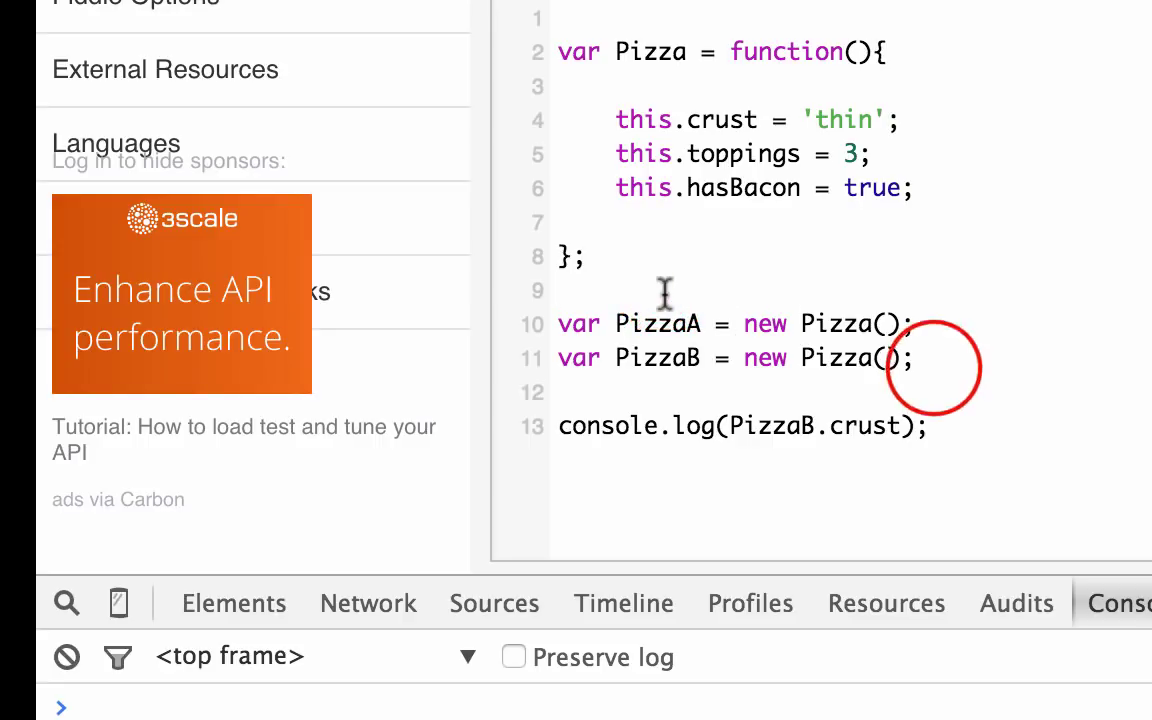 Fiddle Options
External Resources
Languages
Log in to hide sponsors:
3scale
Enhance API
performance.
ks
Tutorial: How to load test and tune your
API
ads via Carbon
1
2 var Pizza = function(){
3
4 this.crust = 'thin';
5 this.toppings = 3;
6 this.hasBacon = true;
7
8 };
9
10 var PizzaA = new Pizza();
11 var PizzaB = new Pizza();
12
13 console.log(PizzaB.crust);
Elements Network Sources Timeline Profiles Resources Audits Conso
<top frame> ▼ Preserve log
>